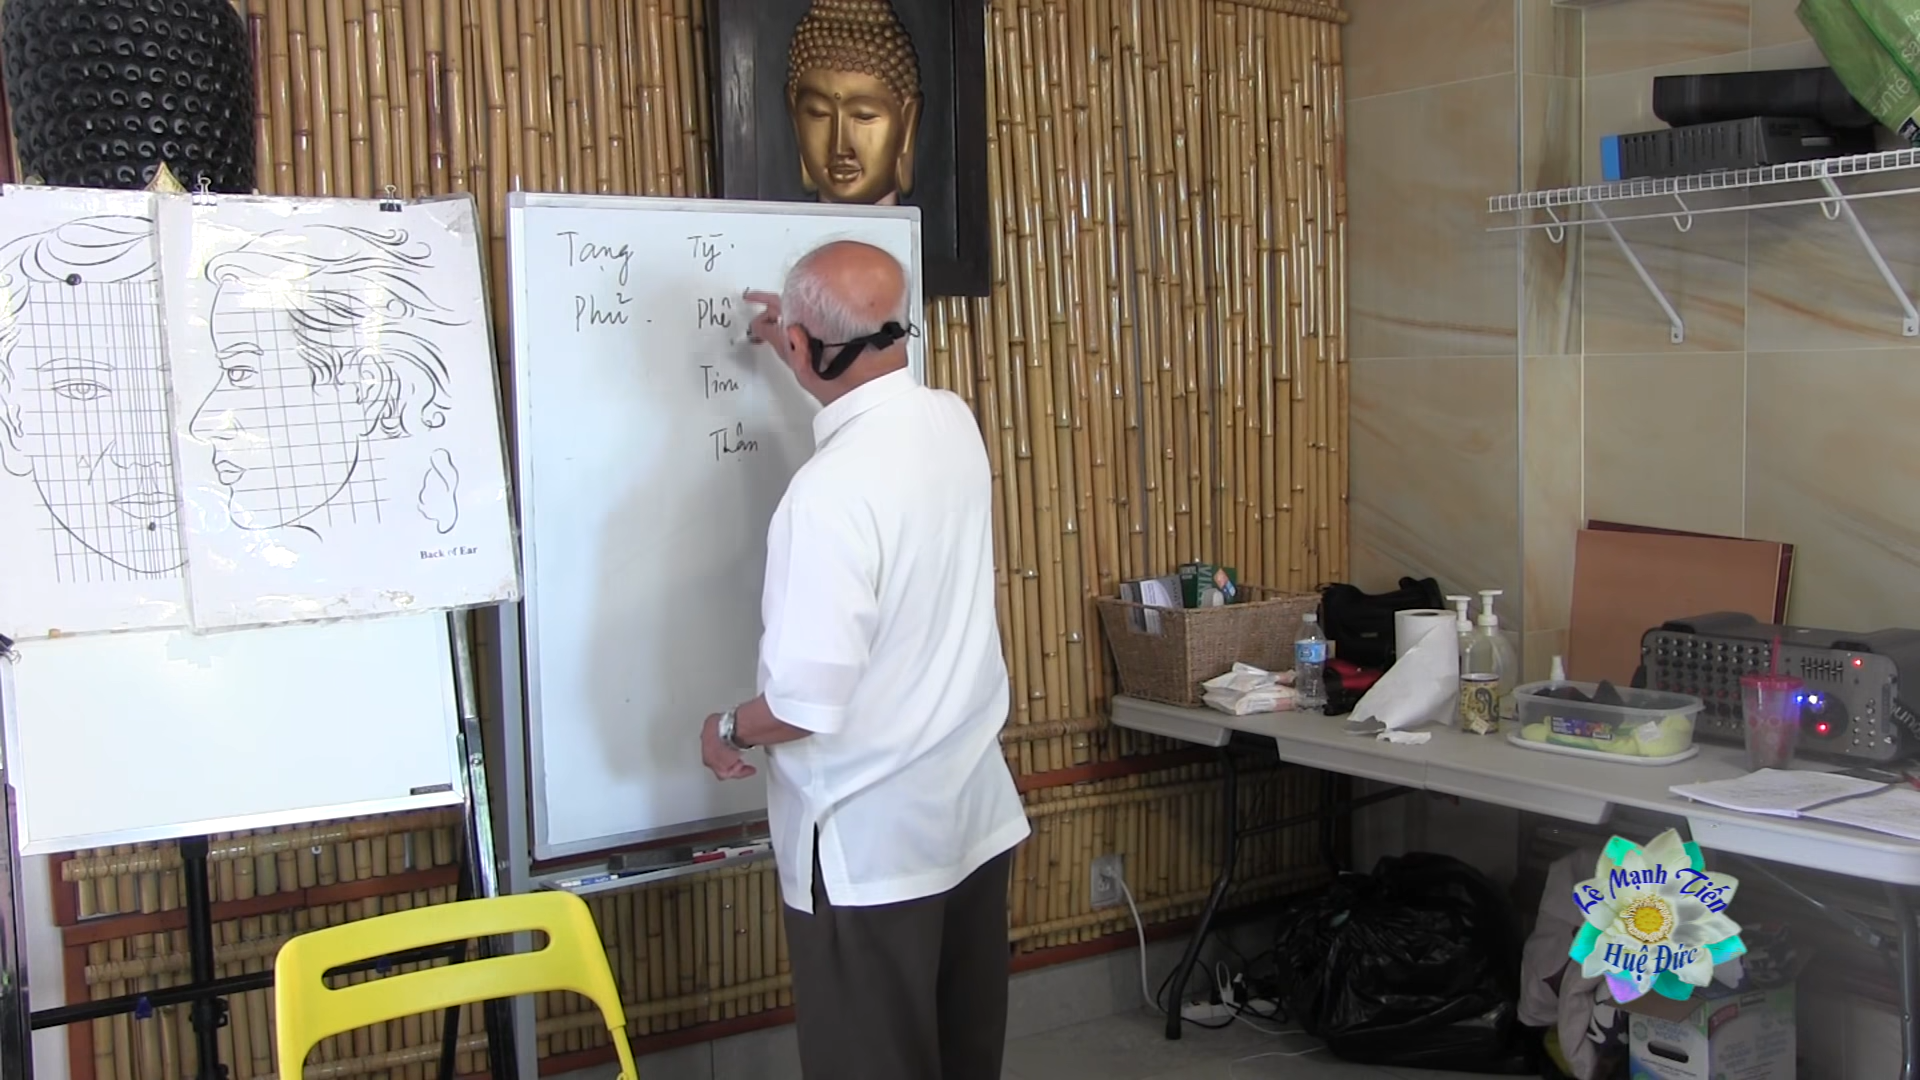 Tạng Tỳ.
Phủ. Phế
Tim
Thận
Back of Ear
Lê Mạnh Tiến
Huệ Đức